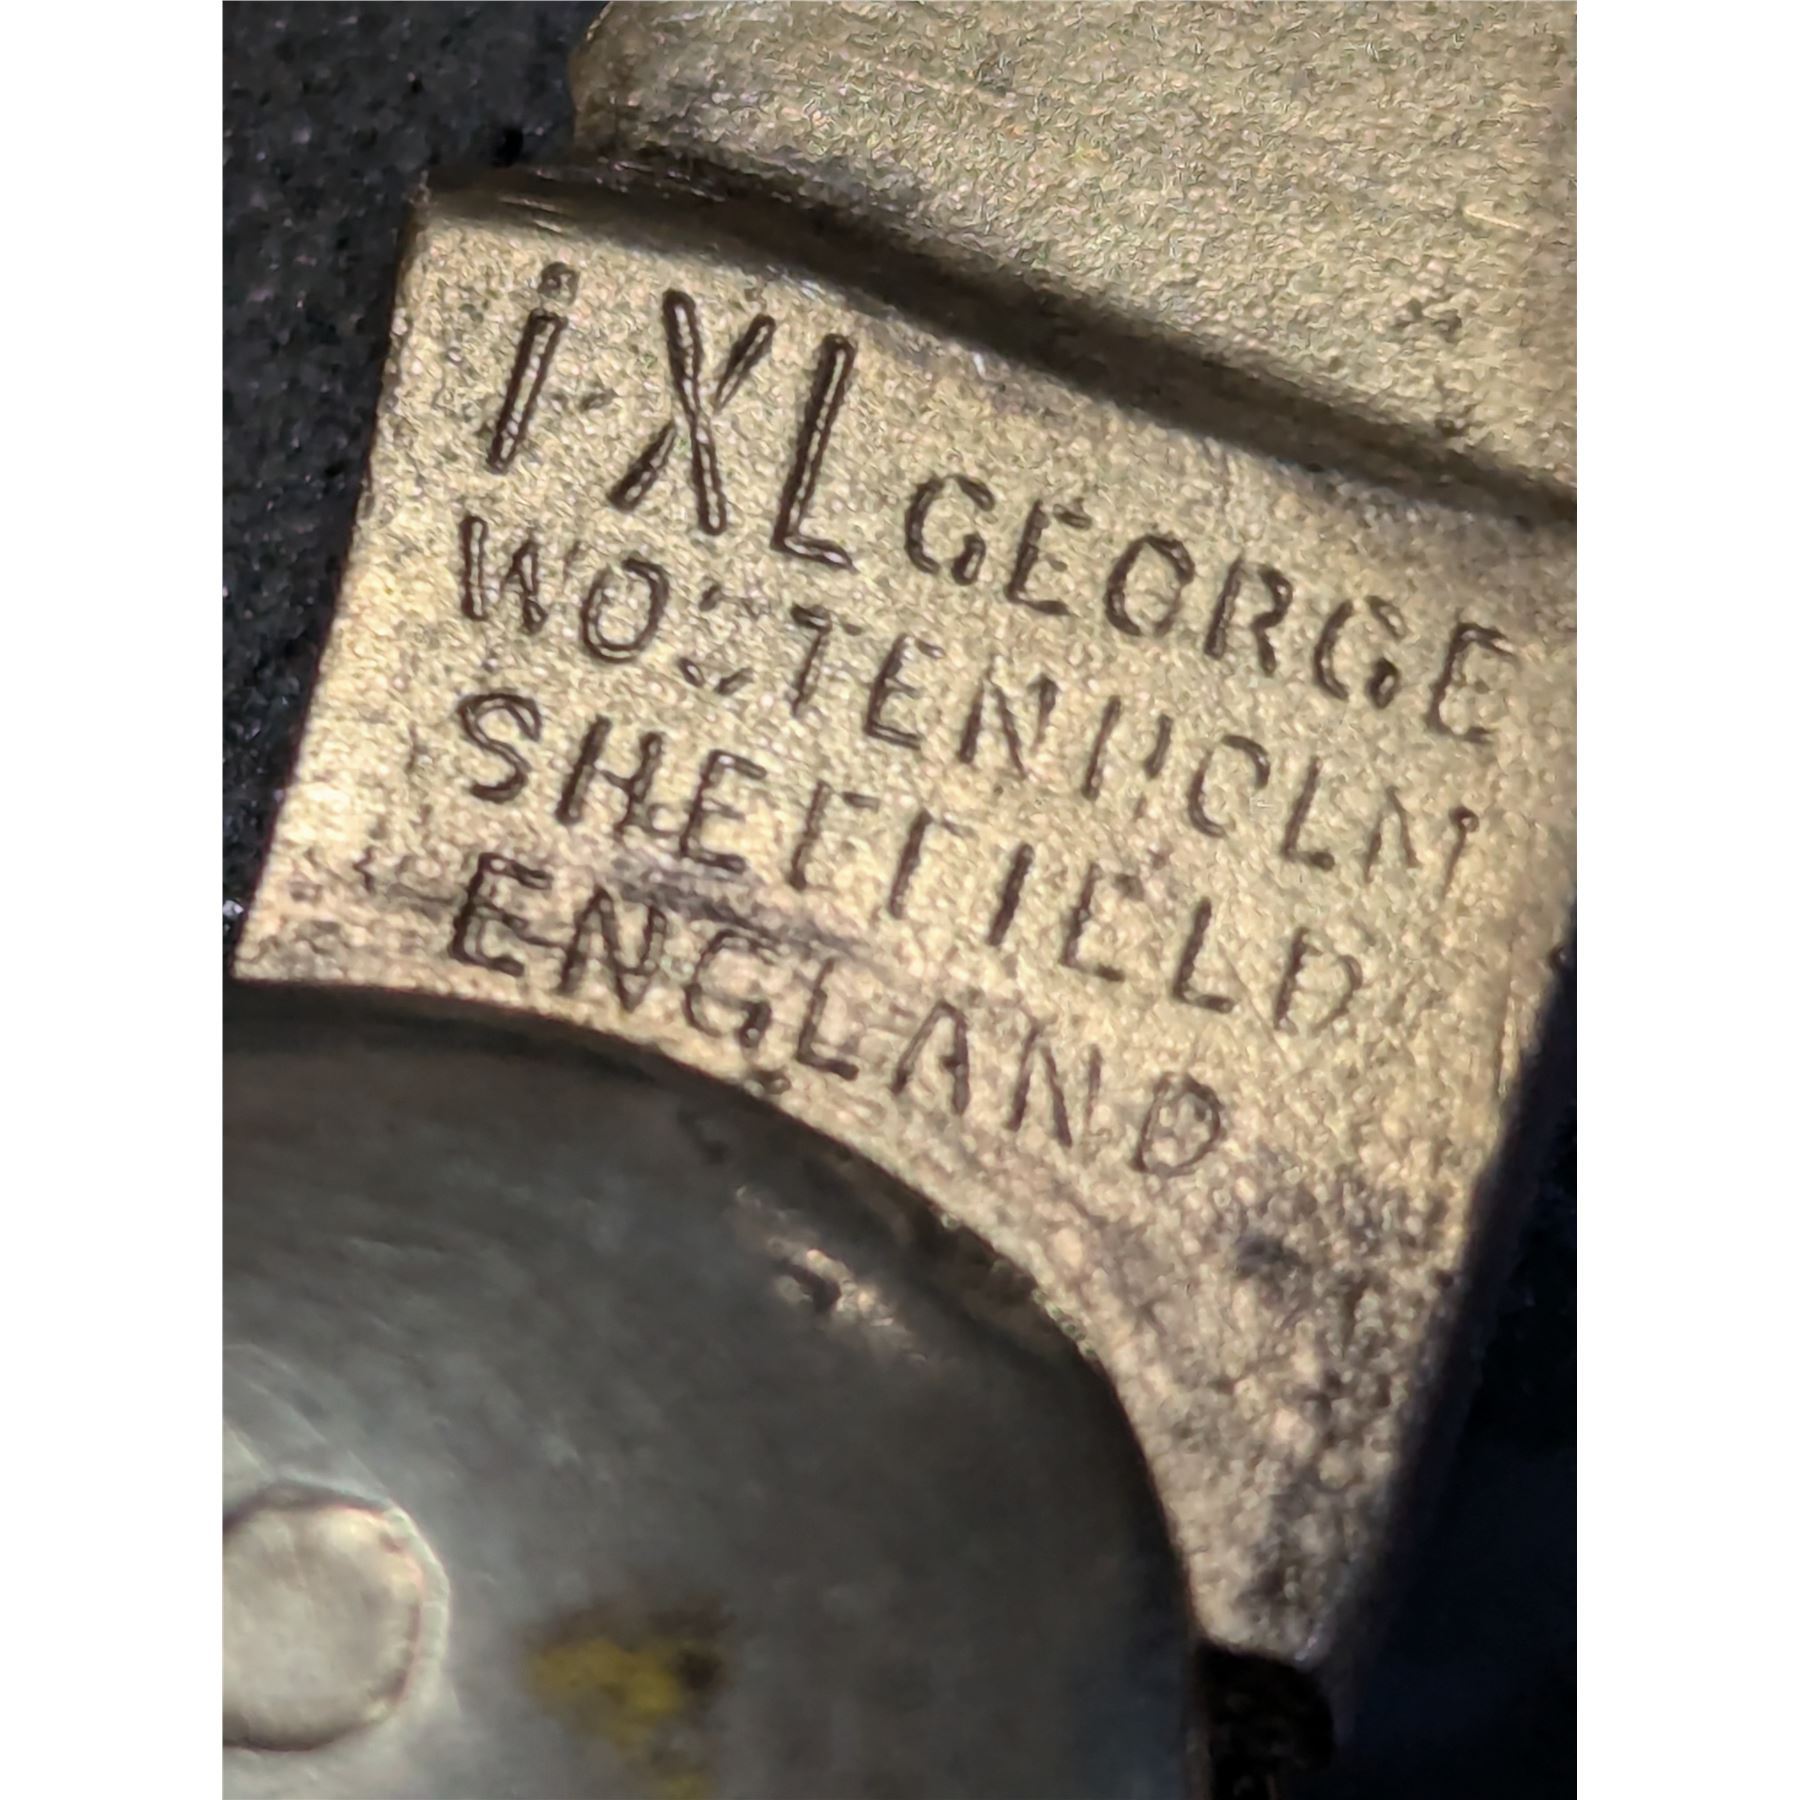 iXL GEORGE
WOSTENHOLM
SHEFFIELD
ENGLAND